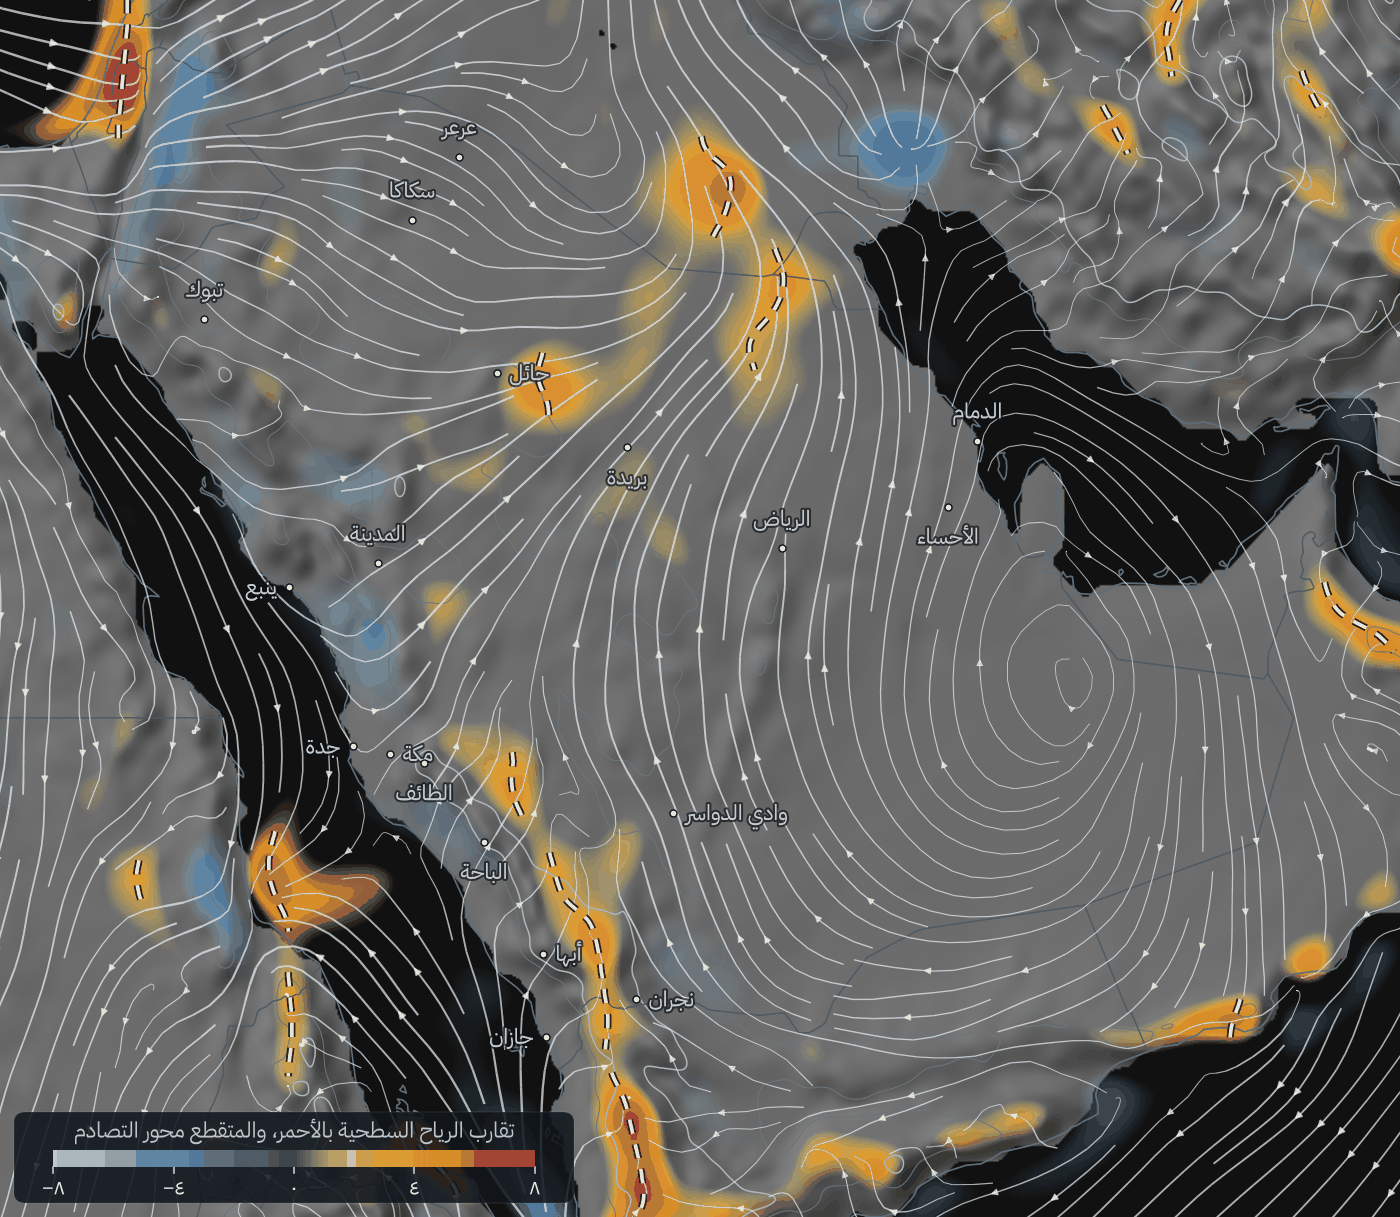 عرعر
سكاكا
تبوك
حائل
الدمام
بريدة
الرياض
الأحساء
المدينة
ينبع
جدة
مكة
الطائف
وادي الدواسر
الباحة
أبها
نجران
جازان
تقارب الرياح السطحية بالأحمر، والمتقطع محور التصادم
−٨ −٤ ٠ ٤ ٨